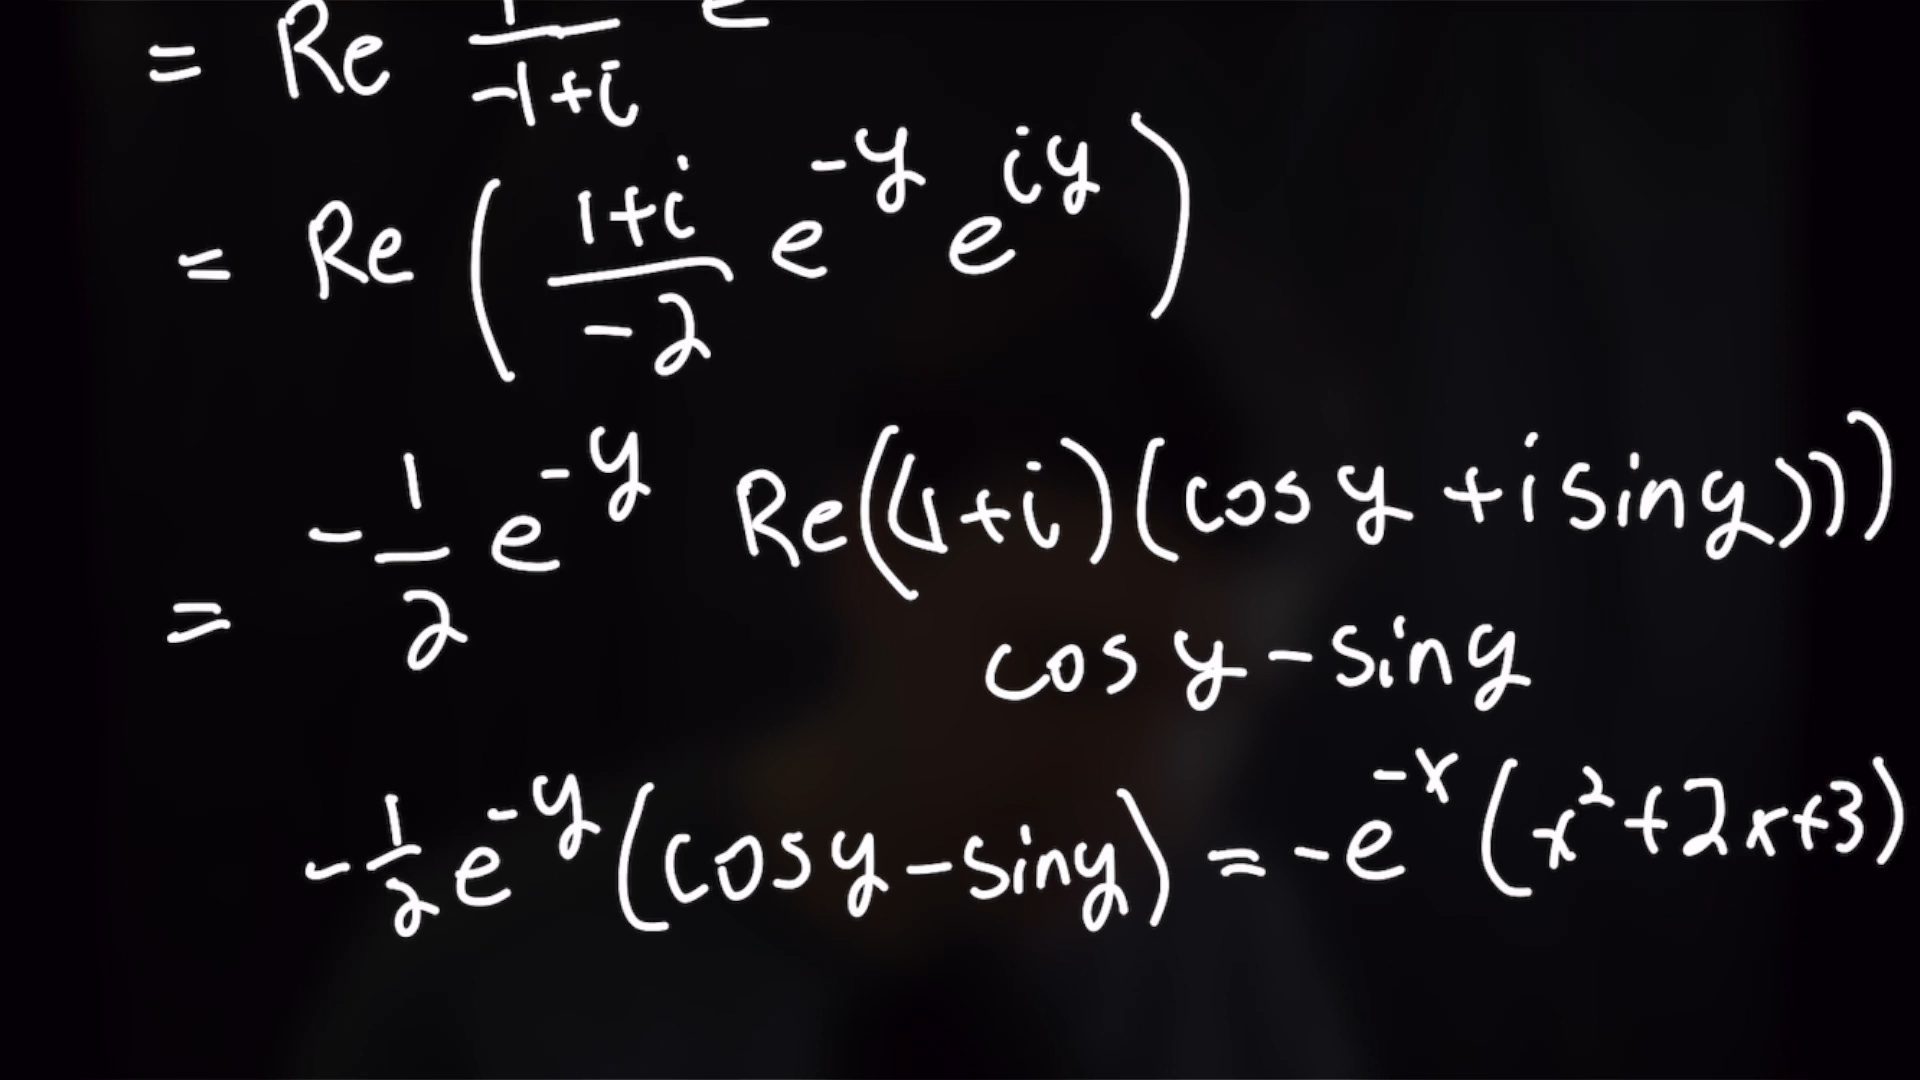 = Re 1/(-1+i) e
= Re ( (1+i)/(-2) e^{-y} e^{iy} )
= -1/2 e^{-y} Re((1+i)(cos y + i sin y)))
cos y - sin y
-1/2 e^{-y} (cos y - sin y) = -e^{-x} (x^2 + 2x + 3)